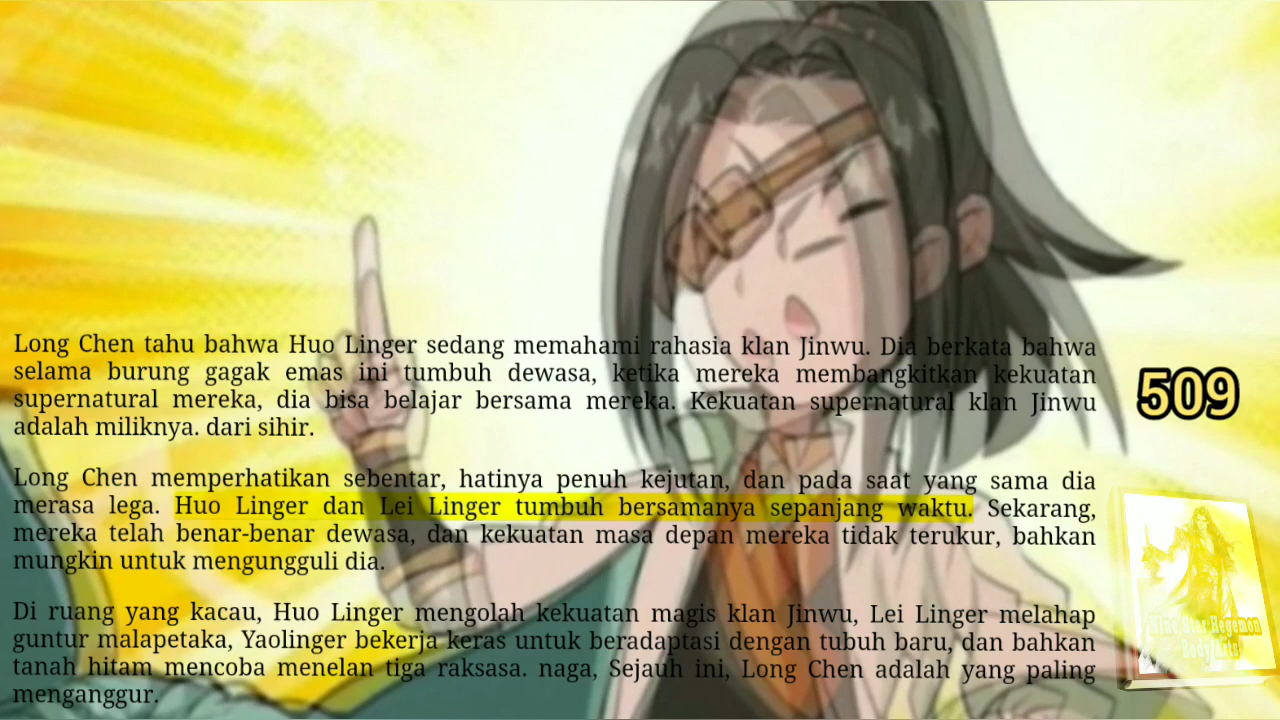 Long Chen tahu bahwa Huo Linger sedang memahami rahasia klan Jinwu. Dia berkata bahwa
selama burung gagak emas ini tumbuh dewasa, ketika mereka membangkitkan kekuatan
supernatural mereka, dia bisa belajar bersama mereka. Kekuatan supernatural klan Jinwu
adalah miliknya. dari sihir.
509
Long Chen memperhatikan sebentar, hatinya penuh kejutan, dan pada saat yang sama dia
merasa lega. Huo Linger dan Lei Linger tumbuh bersamanya sepanjang waktu. Sekarang,
mereka telah benar-benar dewasa, dan kekuatan masa depan mereka tidak terukur, bahkan
mungkin untuk mengungguli dia.
Di ruang yang kacau, Huo Linger mengolah kekuatan magis klan Jinwu, Lei Linger melahap
guntur malapetaka, Yaolinger bekerja keras untuk beradaptasi dengan tubuh baru, dan bahkan
tanah hitam mencoba menelan tiga raksasa. naga, Sejauh ini, Long Chen adalah yang paling
menganggur.
Nine Star Hegemon
Body Arts